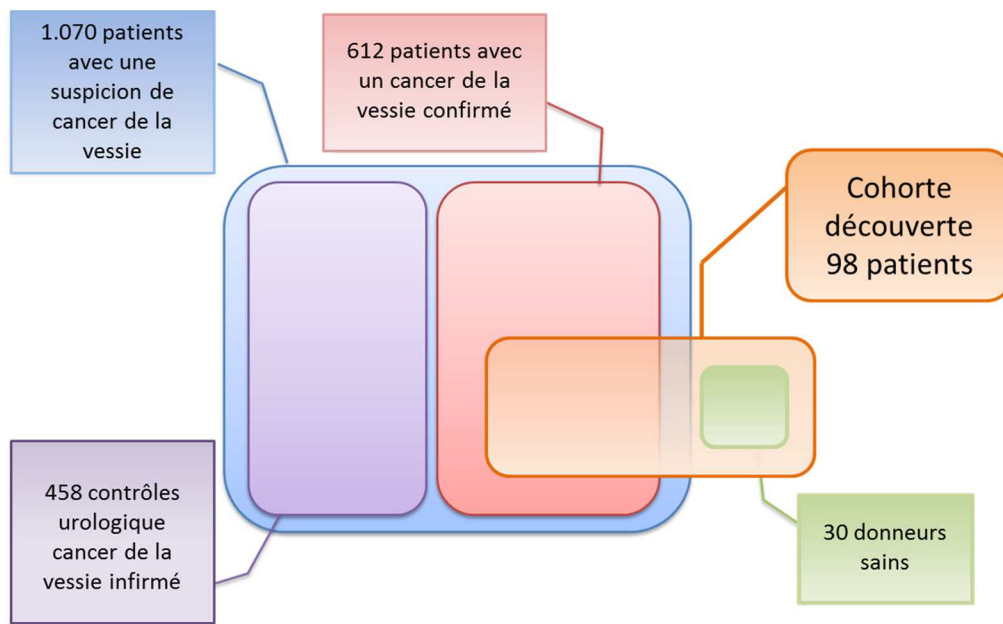 1.070 patients
avec une
suspicion de
cancer de la
vessie
612 patients avec
un cancer de la
vessie confirmé
Cohorte
découverte
98 patients
458 contrôles
urologique
cancer de la
vessie infirmé
30 donneurs
sains